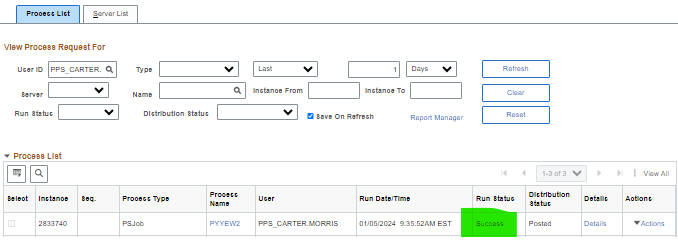 Process List
Server List
View Process Request For
User ID PPS_CARTER. Type Last 1 Days Refresh
Server Name Instance From Instance To Clear
Run Status Distribution Status Save On Refresh Report Manager Reset
Process List
1-3 of 3 View All
Select Instance Seq. Process Type Process Name User Run Date/Time Run Status Distribution Status Details Actions
2833740 PSJob PYYEW2 PPS_CARTER.MORRIS 01/05/2024 9:35:52AM EST Success Posted Details Actions